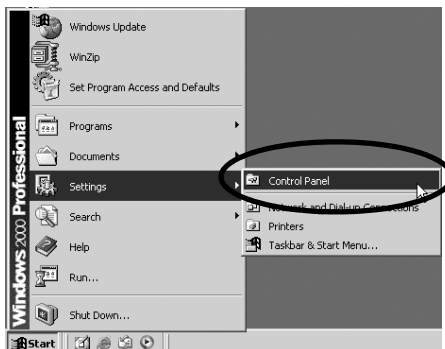 Windows Update
WinZip
Set Program Access and Defaults
Programs
Documents
Settings
Search
Help
Run...
Shut Down...
Control Panel
Network and Dial-up Connections
Printers
Taskbar & Start Menu...
Windows 2000 Professional
Start